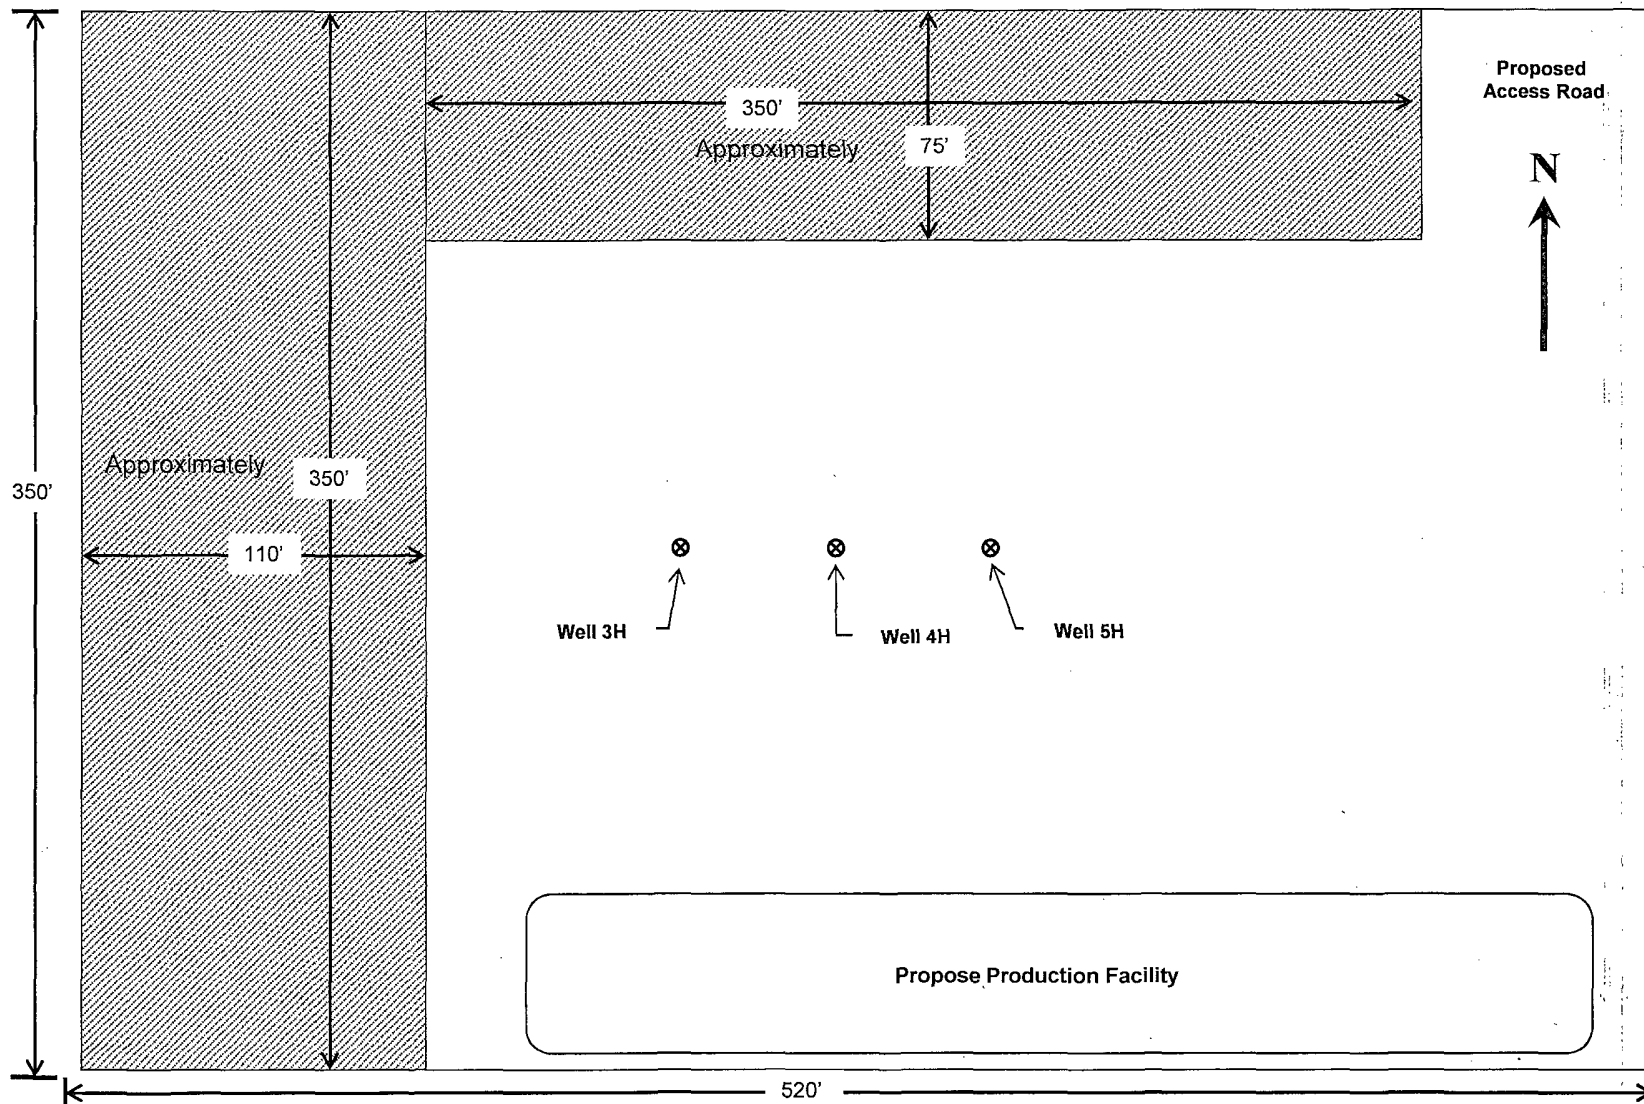 Proposed
Access Road
350'
Approximately
75'
N
Approximately
350'
350'
110'
Well 3H
Well 4H
Well 5H
Propose Production Facility
520'